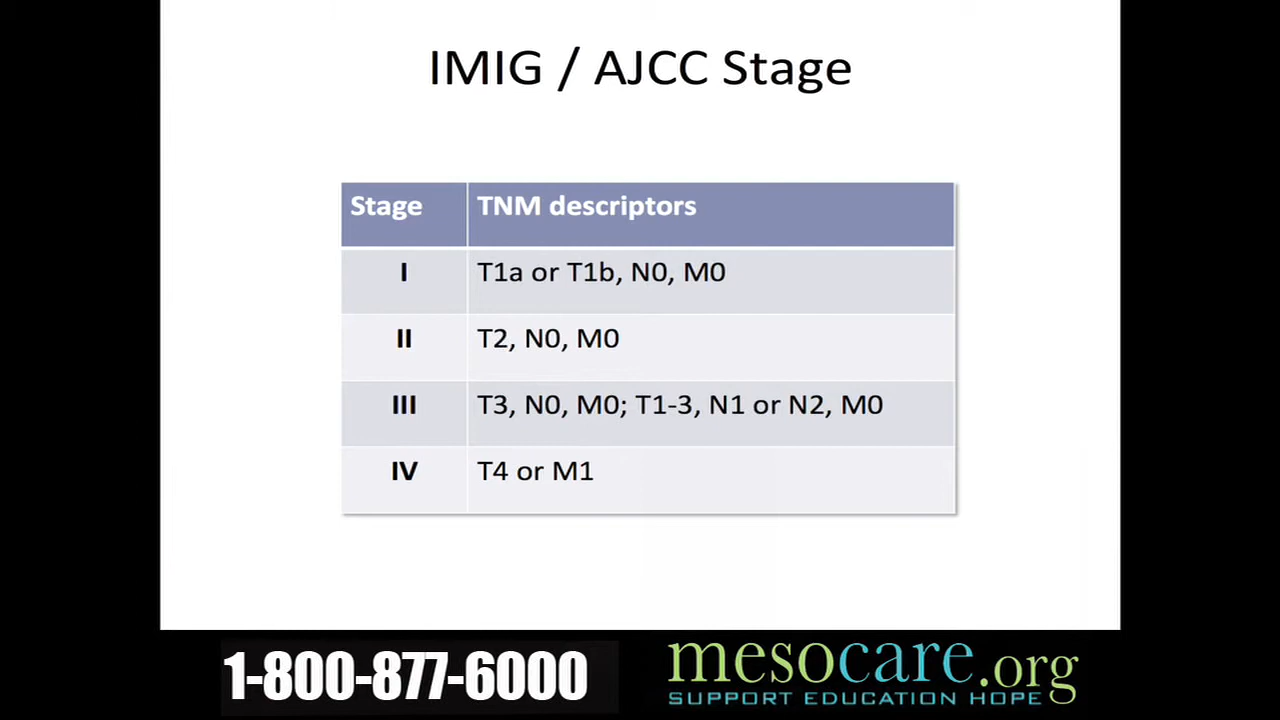 IMIG / AJCC Stage
Stage TNM descriptors
I T1a or T1b, N0, M0
II T2, N0, M0
III T3, N0, M0; T1-3, N1 or N2, M0
IV T4 or M1
1-800-877-6000
mesocare.org
SUPPORT EDUCATION HOPE